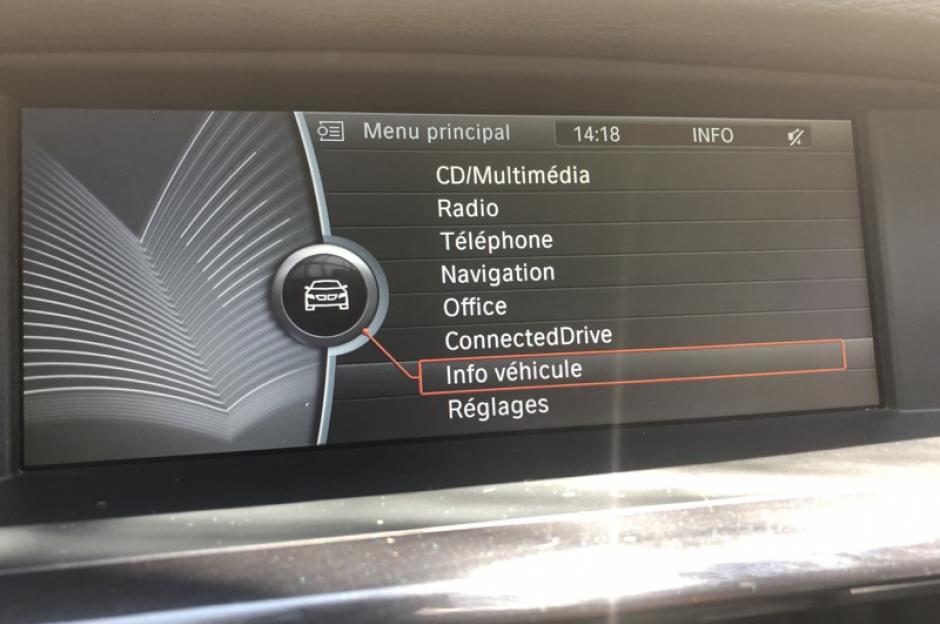 Menu principal 14:18 INFO
CD/Multimédia
Radio
Téléphone
Navigation
Office
ConnectedDrive
Info véhicule
Réglages